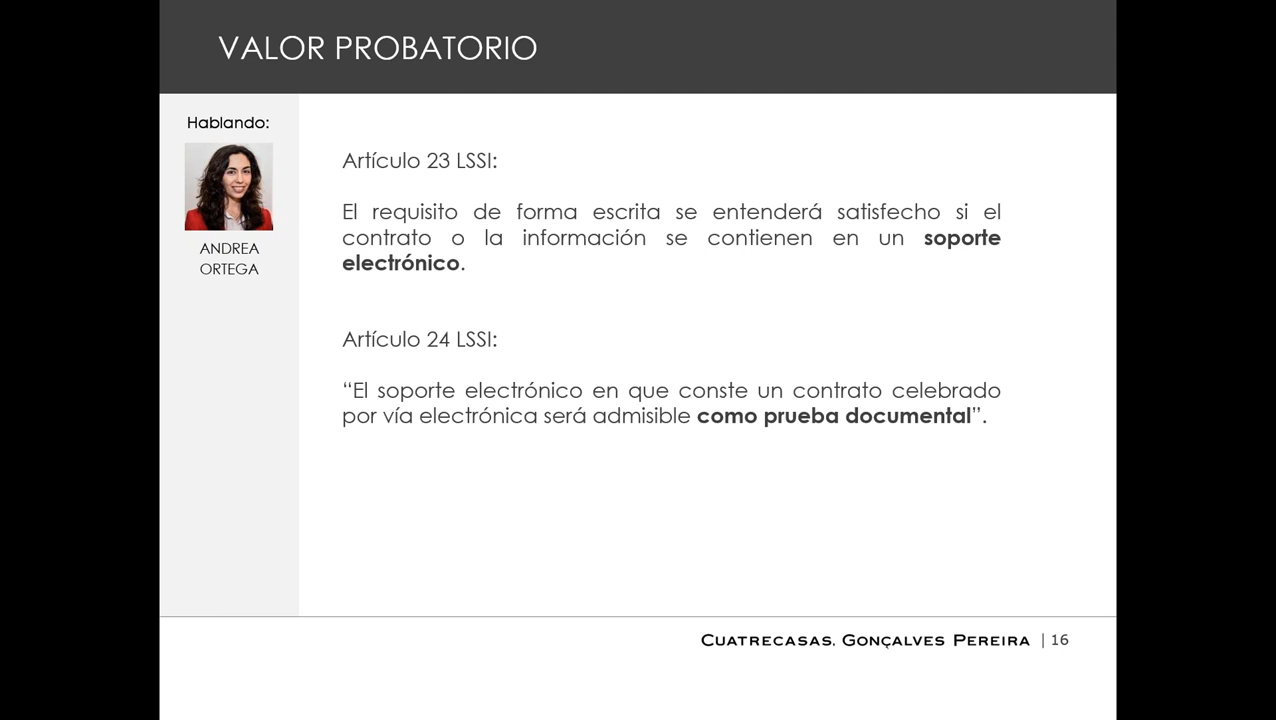 VALOR PROBATORIO
Hablando:
ANDREA
ORTEGA
Artículo 23 LSSI:
El requisito de forma escrita se entenderá satisfecho si el
contrato o la información se contienen en un soporte
electrónico.
Artículo 24 LSSI:
“El soporte electrónico en que conste un contrato celebrado
por vía electrónica será admisible como prueba documental”.
CUATRECASAS, GONÇALVES PEREIRA | 16